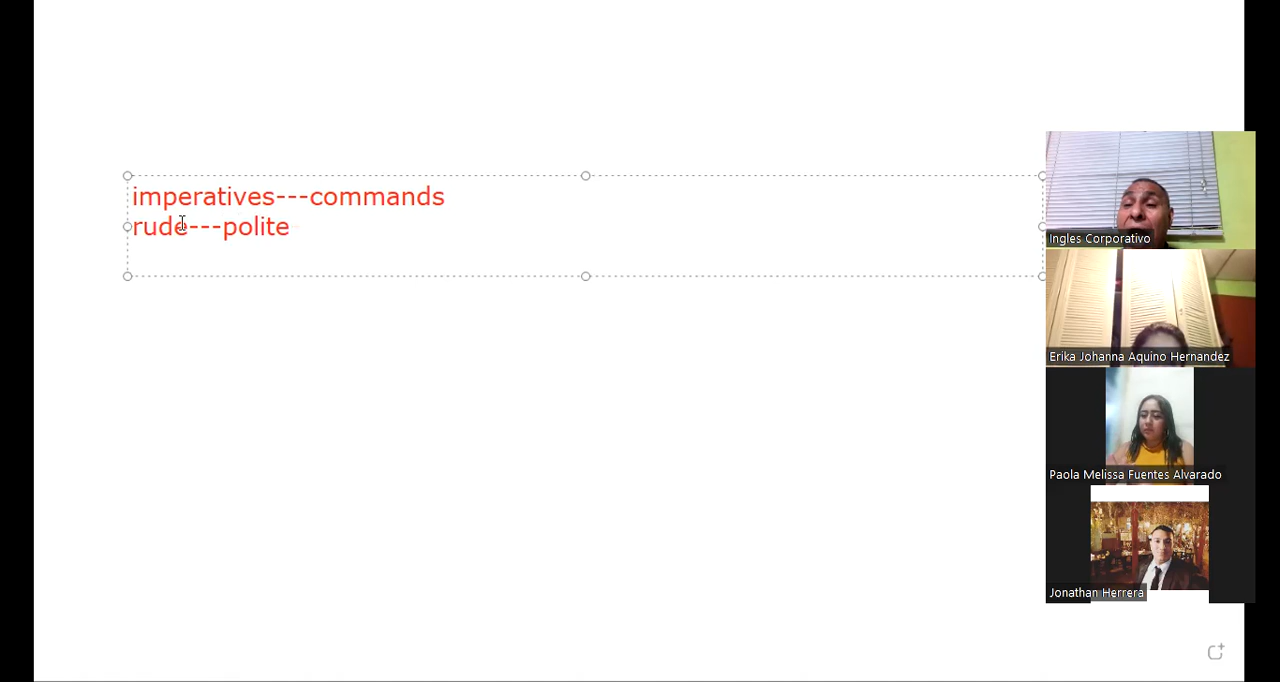 imperatives---commands
rude---polite
Ingles Corporativo
Erika Johanna Aquino Hernandez
Paola Melissa Fuentes Alvarado
Jonathan Herrera